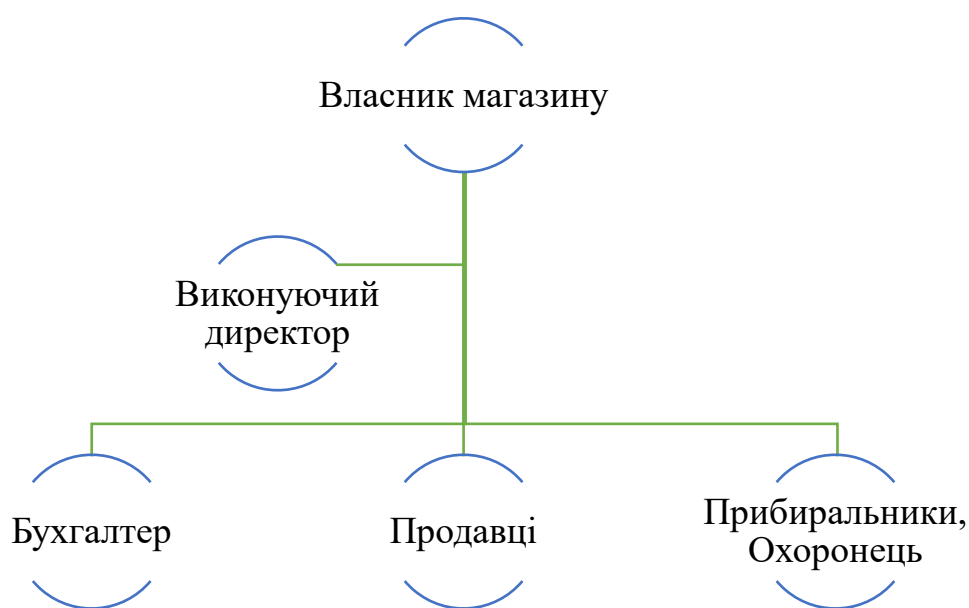 Власник магазину
Виконуючий
директор
Бухгалтер
Продавці
Прибиральники,
Охоронець